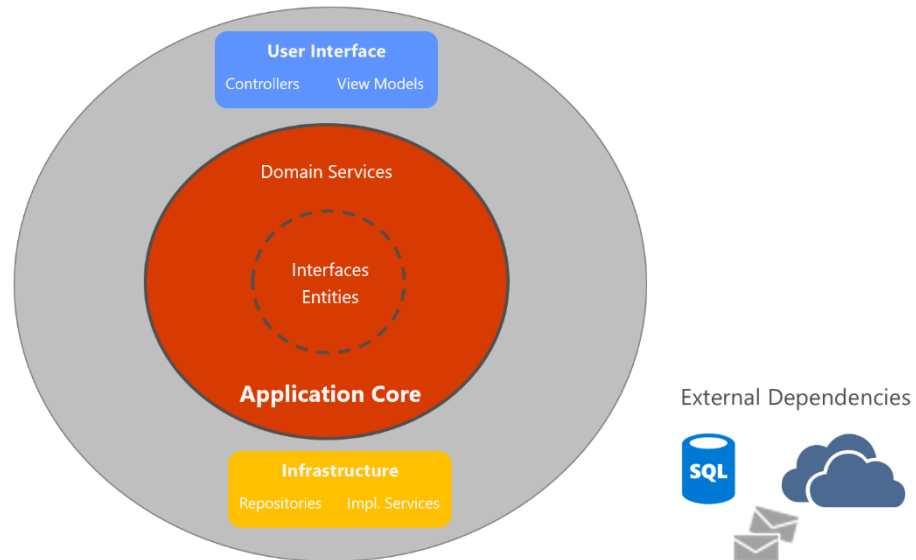 User Interface
Controllers View Models
Domain Services
Interfaces
Entities
Application Core
External Dependencies
Infrastructure
SQL
Repositories Impl. Services